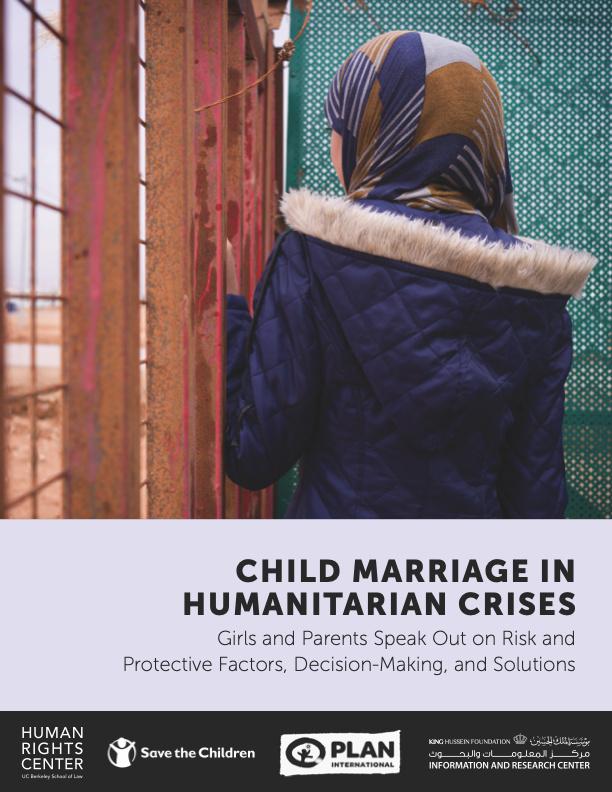 CHILD MARRIAGE IN
HUMANITARIAN CRISES
Girls and Parents Speak Out on Risk and
Protective Factors, Decision-Making, and Solutions
HUMAN
RIGHTS
CENTER
UC Berkeley School of Law
Save the Children
PLAN
INTERNATIONAL
KING HUSSEIN FOUNDATION مؤسسة الملك الحسين
مركز المعلومات والبحوث
INFORMATION AND RESEARCH CENTER